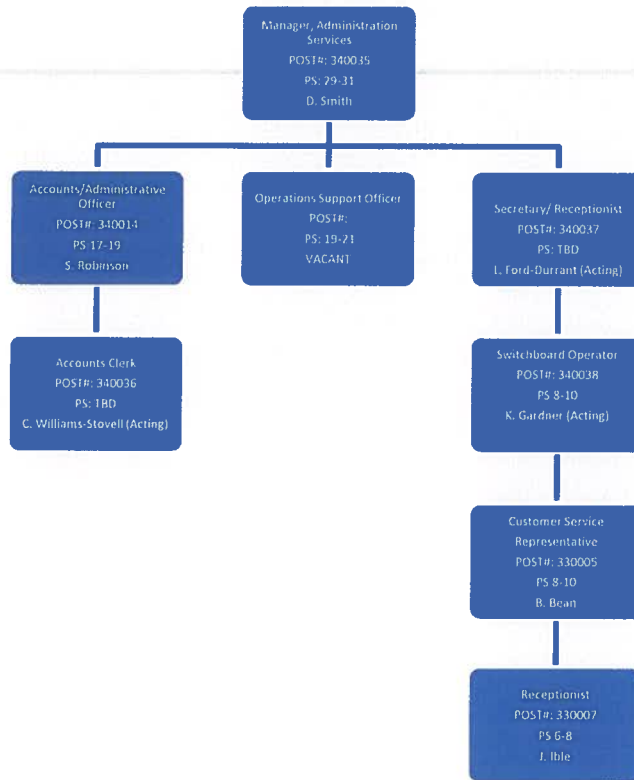 Manager, Administration
Services
POST#: 340035
PS: 29-31
D. Smith
Accounts/Administrative
Officer
POST#: 340014
PS 17-19
S. Robinson
Operations Support Officer
POST#:
PS: 19-21
VACANT
Secretary/ Receptionist
POST#: 340037
PS: TBD
L. Ford-Durrant (Acting)
Accounts Clerk
POST#: 340036
PS: TBD
C. Williams-Stovell (Acting)
Switchboard Operator
POST#: 340038
PS 8-10
K. Gardner (Acting)
Customer Service
Representative
POST#: 330005
PS 8-10
B. Bean
Receptionist
POST#: 330007
PS 6-8
J. Ible